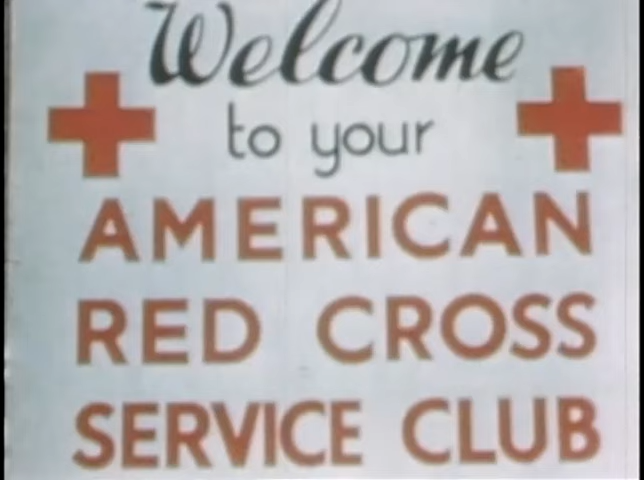 Welcome
to your
AMERICAN
RED CROSS
SERVICE CLUB